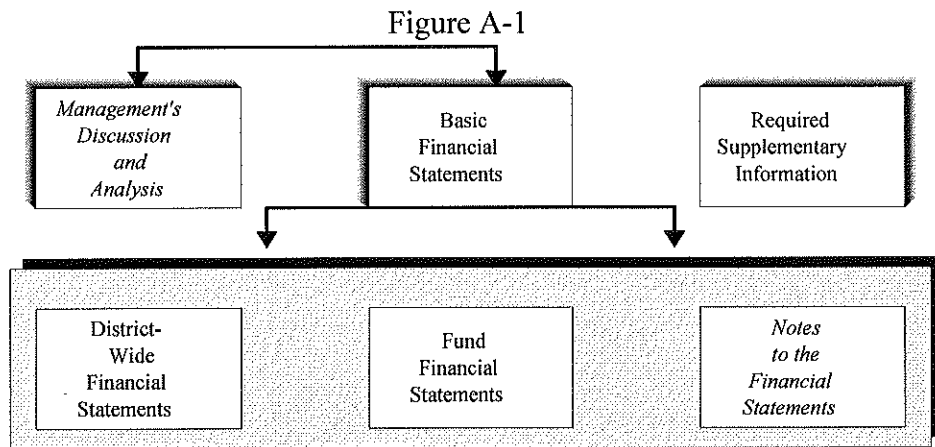 Figure A-1
Management's
Discussion
and
Analysis
Basic
Financial
Statements
Required
Supplementary
Information
District-
Wide
Financial
Statements
Fund
Financial
Statements
Notes
to the
Financial
Statements